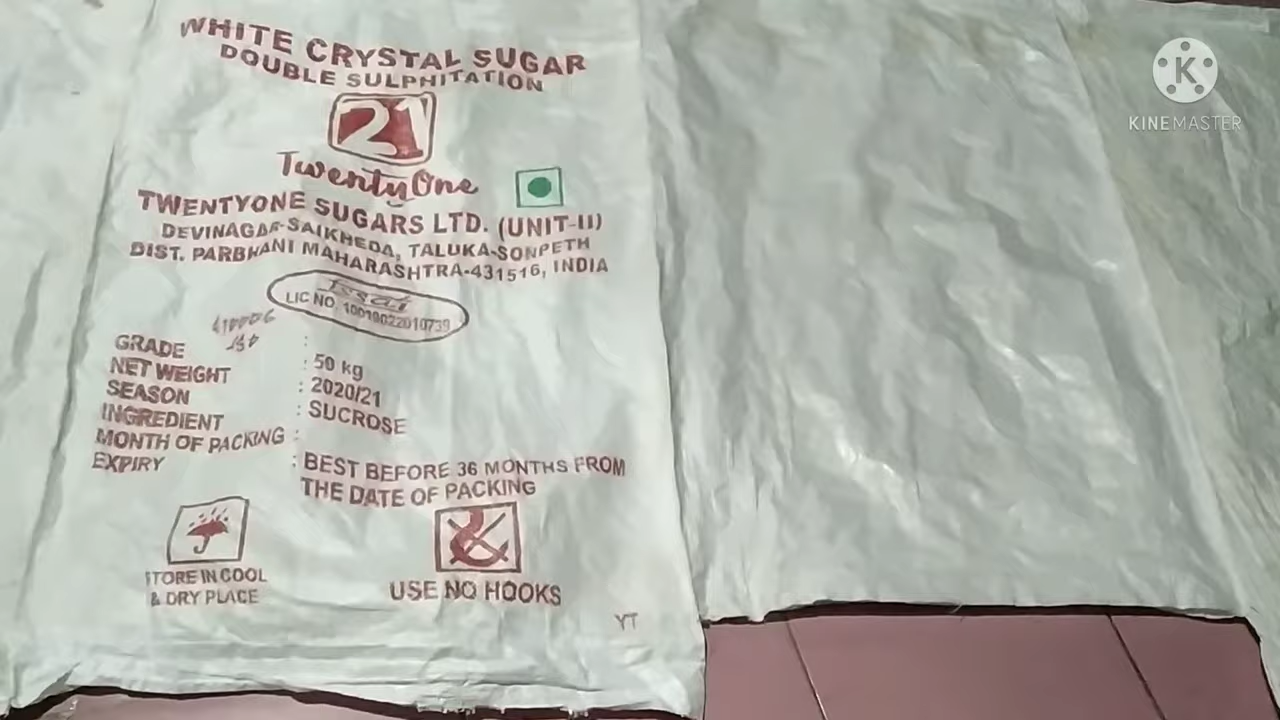 WHITE CRYSTAL SUGAR
DOUBLE SULPHITATION
21
TwentyOne
TWENTYONE SUGARS LTD. (UNIT-II)
DEVINAGAR-SAIKHEDA, TALUKA-SONPETH
DIST. PARBHANI MAHARASHTRA-431516, INDIA
fssai
LIC NO. 10019022010739
GRADE :
NET WEIGHT : 50 kg
SEASON : 2020/21
INGREDIENT : SUCROSE
MONTH OF PACKING :
EXPIRY : BEST BEFORE 36 MONTHS FROM
THE DATE OF PACKING
STORE IN COOL
& DRY PLACE
USE NO HOOKS
YT
K
KINEMASTER